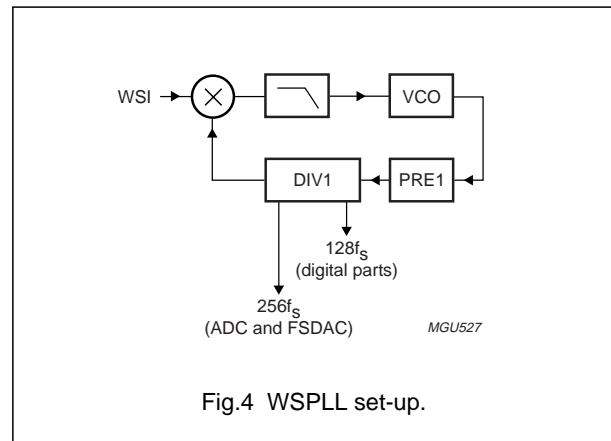 WSI
VCO
DIV1
PRE1
128fs
(digital parts)
256fs
(ADC and FSDAC)
MGU527
Fig.4 WSPLL set-up.